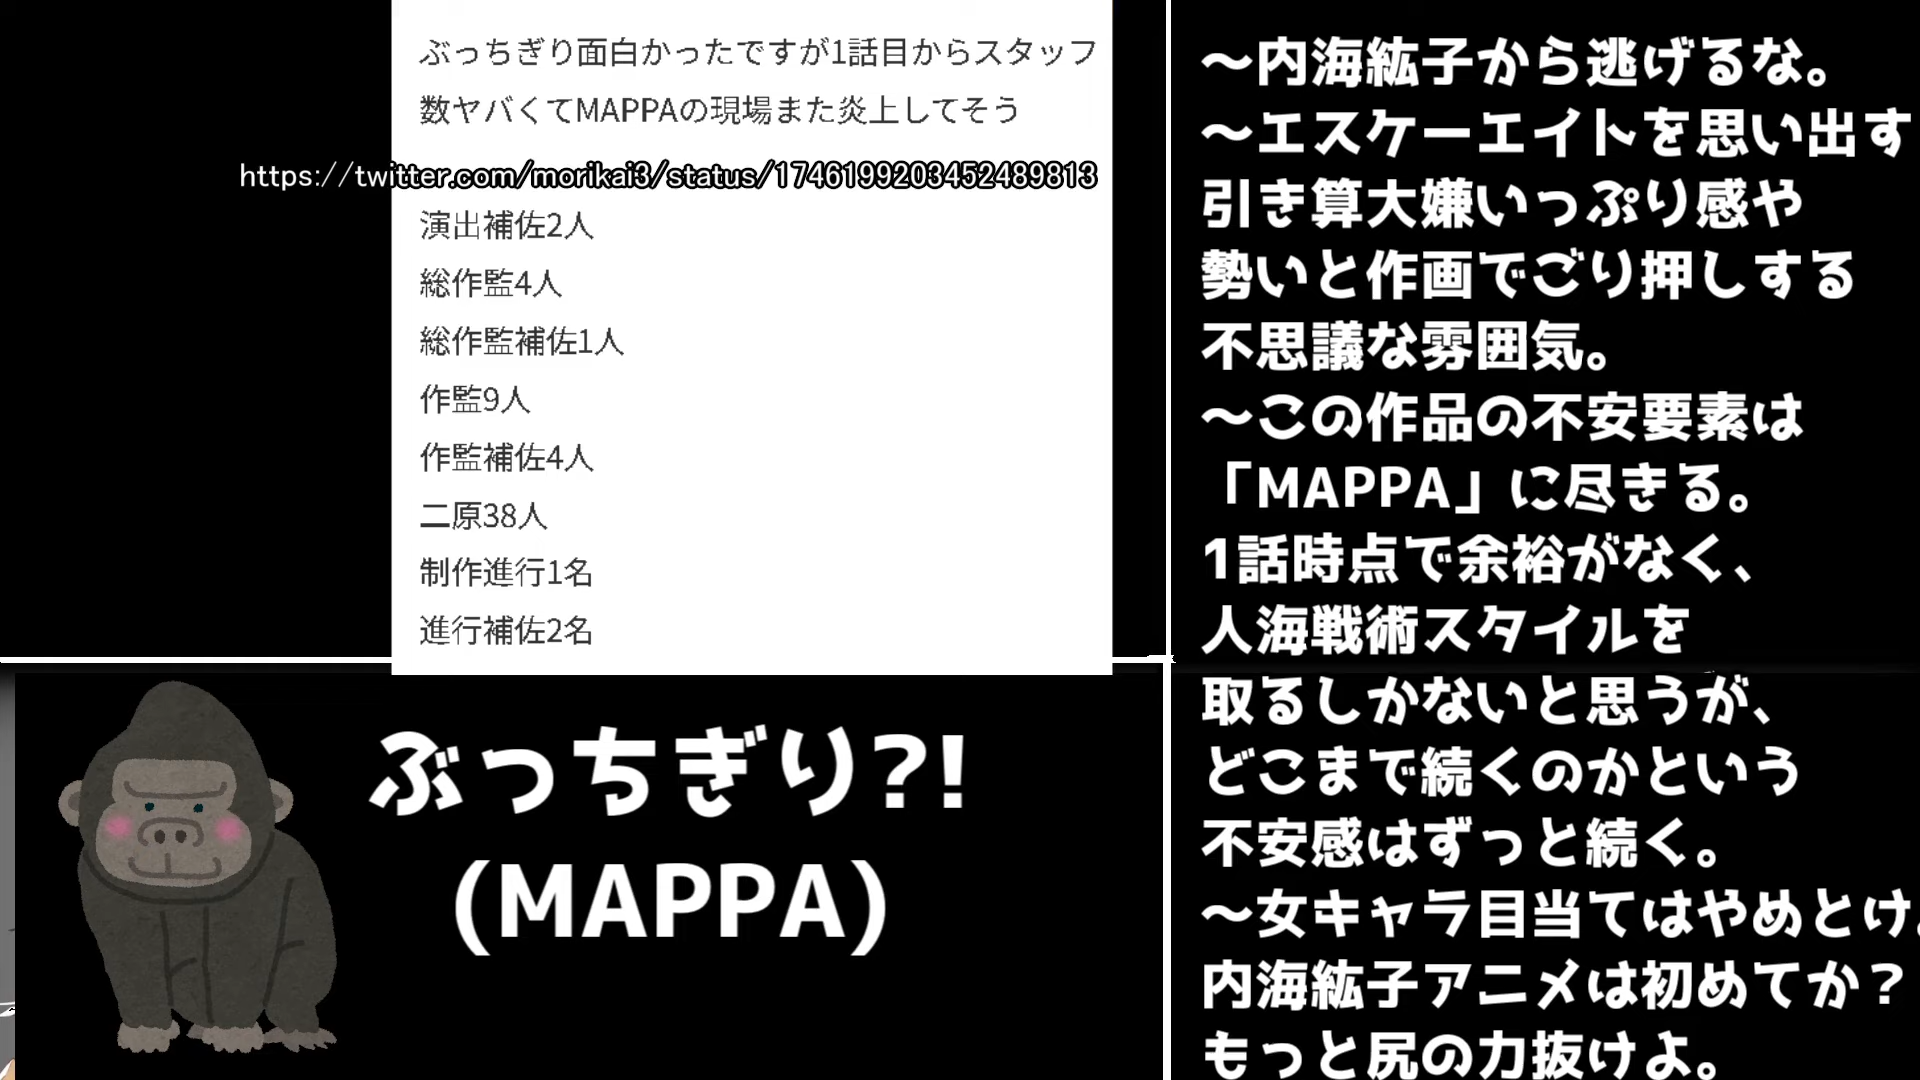 ぶっちぎり面白かったですが1話目からスタッフ
数ヤバくてMAPPAの現場また炎上してそう
https://twitter.com/morikai3/status/1746199203452489813
演出補佐2人
総作監4人
総作監補佐1人
作監9人
作監補佐4人
二原38人
制作進行1名
進行補佐2名
ぶっちぎり?!
(MAPPA)
～内海紘子から逃げるな。
～エスケーエイトを思い出す
引き算大嫌いっぷり感や
勢いと作画でごり押しする
不思議な雰囲気。
～この作品の不安要素は
「MAPPA」に尽きる。
1話時点で余裕がなく、
人海戦術スタイルを
取るしかないと思うが、
どこまで続くのかという
不安感はずっと続く。
～女キャラ目当てはやめとけ。
内海紘子アニメは初めてか？
もっと尻の力抜けよ。